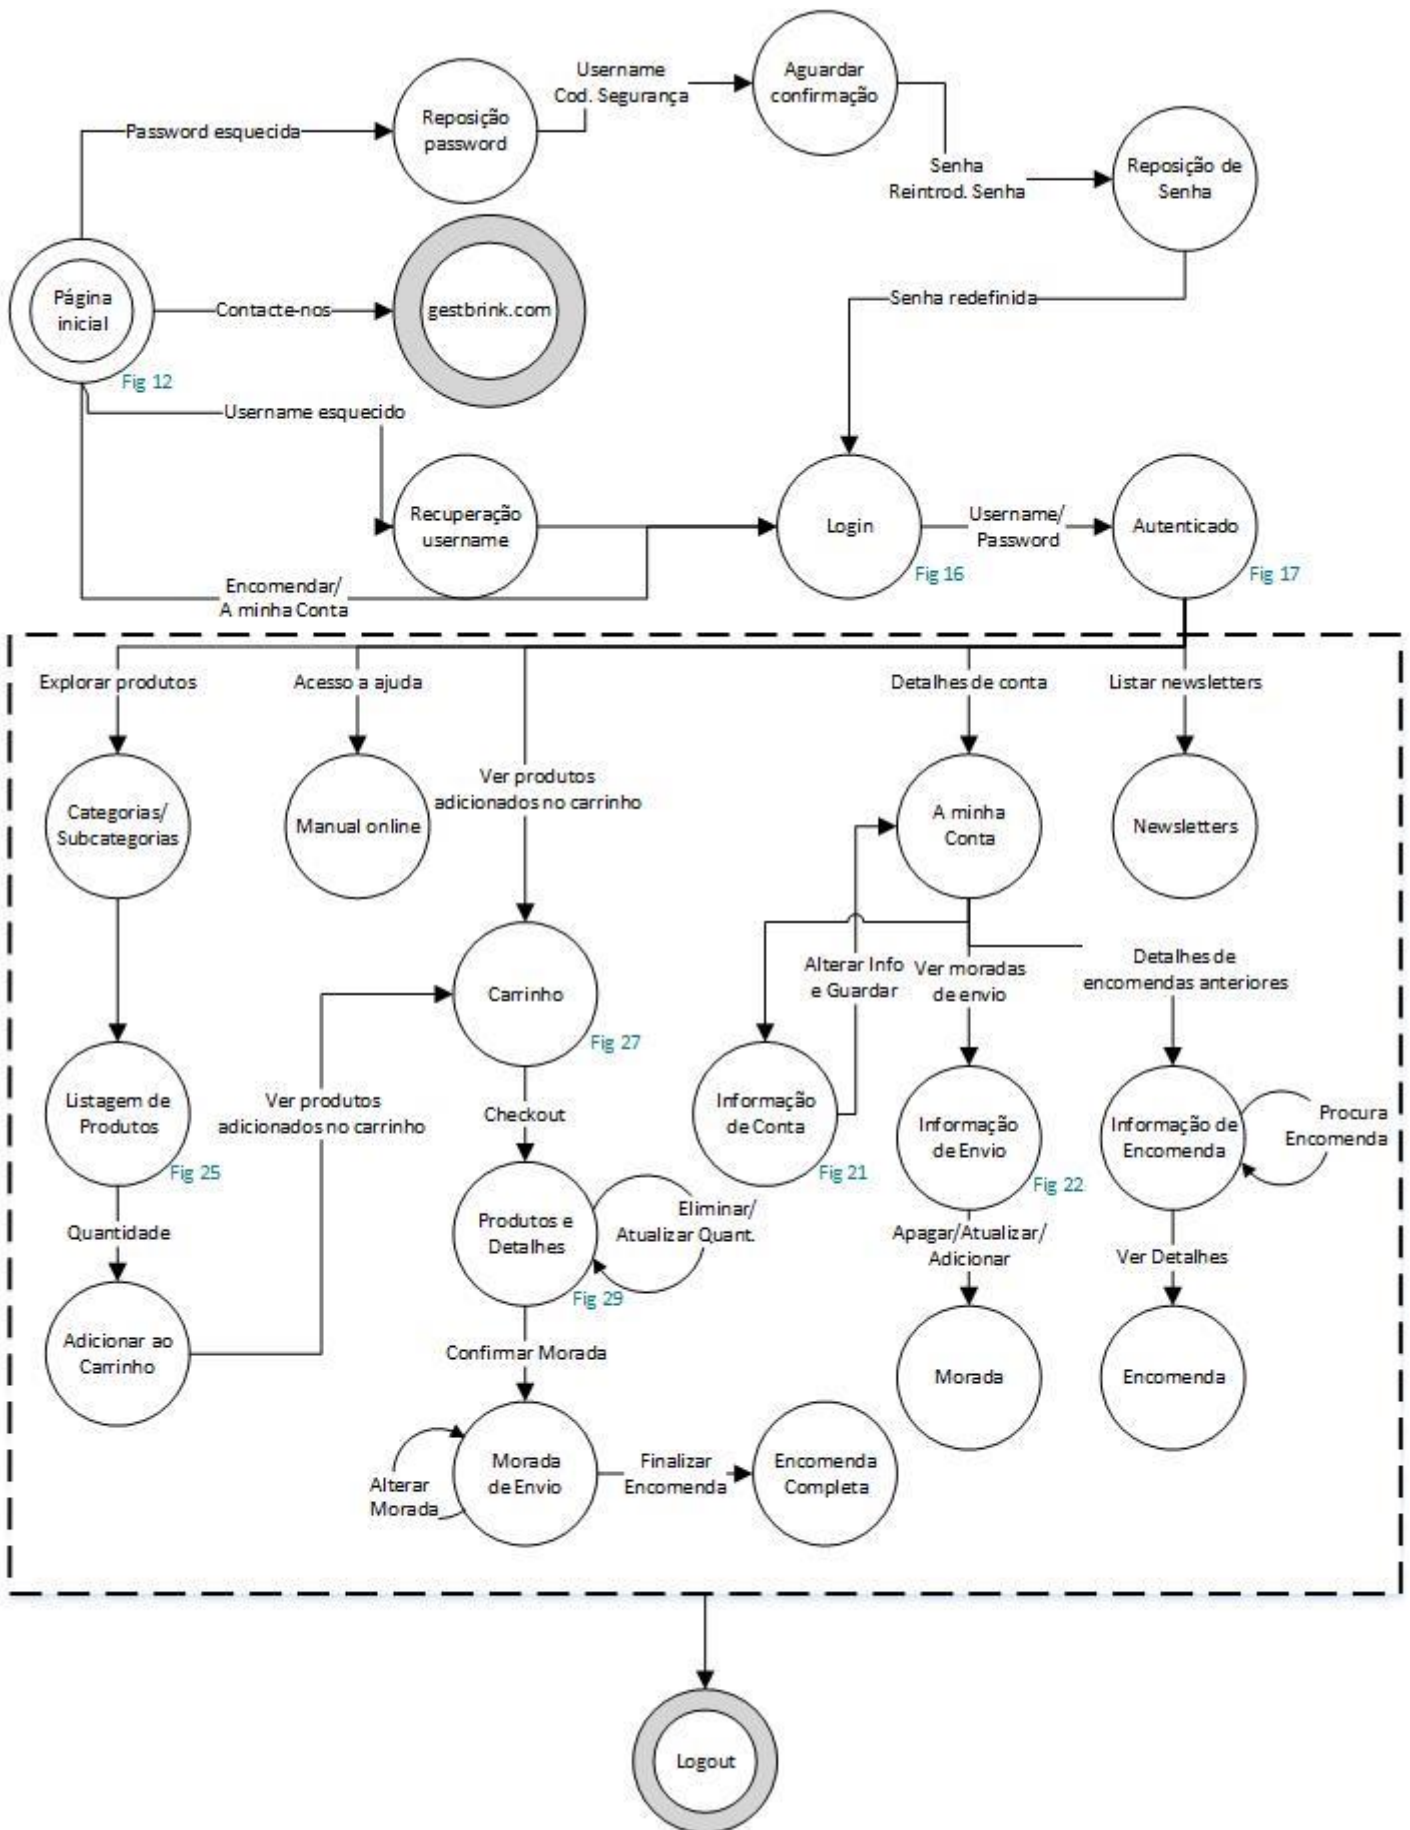 Aguardar
confirmação
Username
Cod. Segurança
Reposição
password
Password esquecida
Senha
Reintrod. Senha
Reposição de
Senha
Página
inicial
Contacte-nos
gestbrink.com
Senha redefinida
Fig 12
Username esquecido
Recuperação
username
Login
Username/
Password
Autenticado
Fig 16
Fig 17
Encomendar/
A minha Conta
Explorar produtos
Acesso a ajuda
Detalhes de conta
Listar newsletters
Ver produtos
adicionados no carrinho
Categorias/
Subcategorias
Manual online
A minha
Conta
Newsletters
Alterar Info
e Guardar
Ver moradas
de envio
Detalhes de
encomendas anteriores
Carrinho
Fig 27
Listagem de
Produtos
Fig 25
Ver produtos
adicionados no carrinho
Checkout
Informação
de Conta
Fig 21
Informação
de Envio
Fig 22
Informação de
Encomenda
Procura
Encomenda
Quantidade
Produtos e
Detalhes
Eliminar/
Atualizar Quant.
Fig 29
Apagar/Atualizar/
Adicionar
Ver Detalhes
Adicionar ao
Carrinho
Confirmar Morada
Morada
Encomenda
Alterar
Morada
Morada
de Envio
Finalizar
Encomenda
Encomenda
Completa
Logout